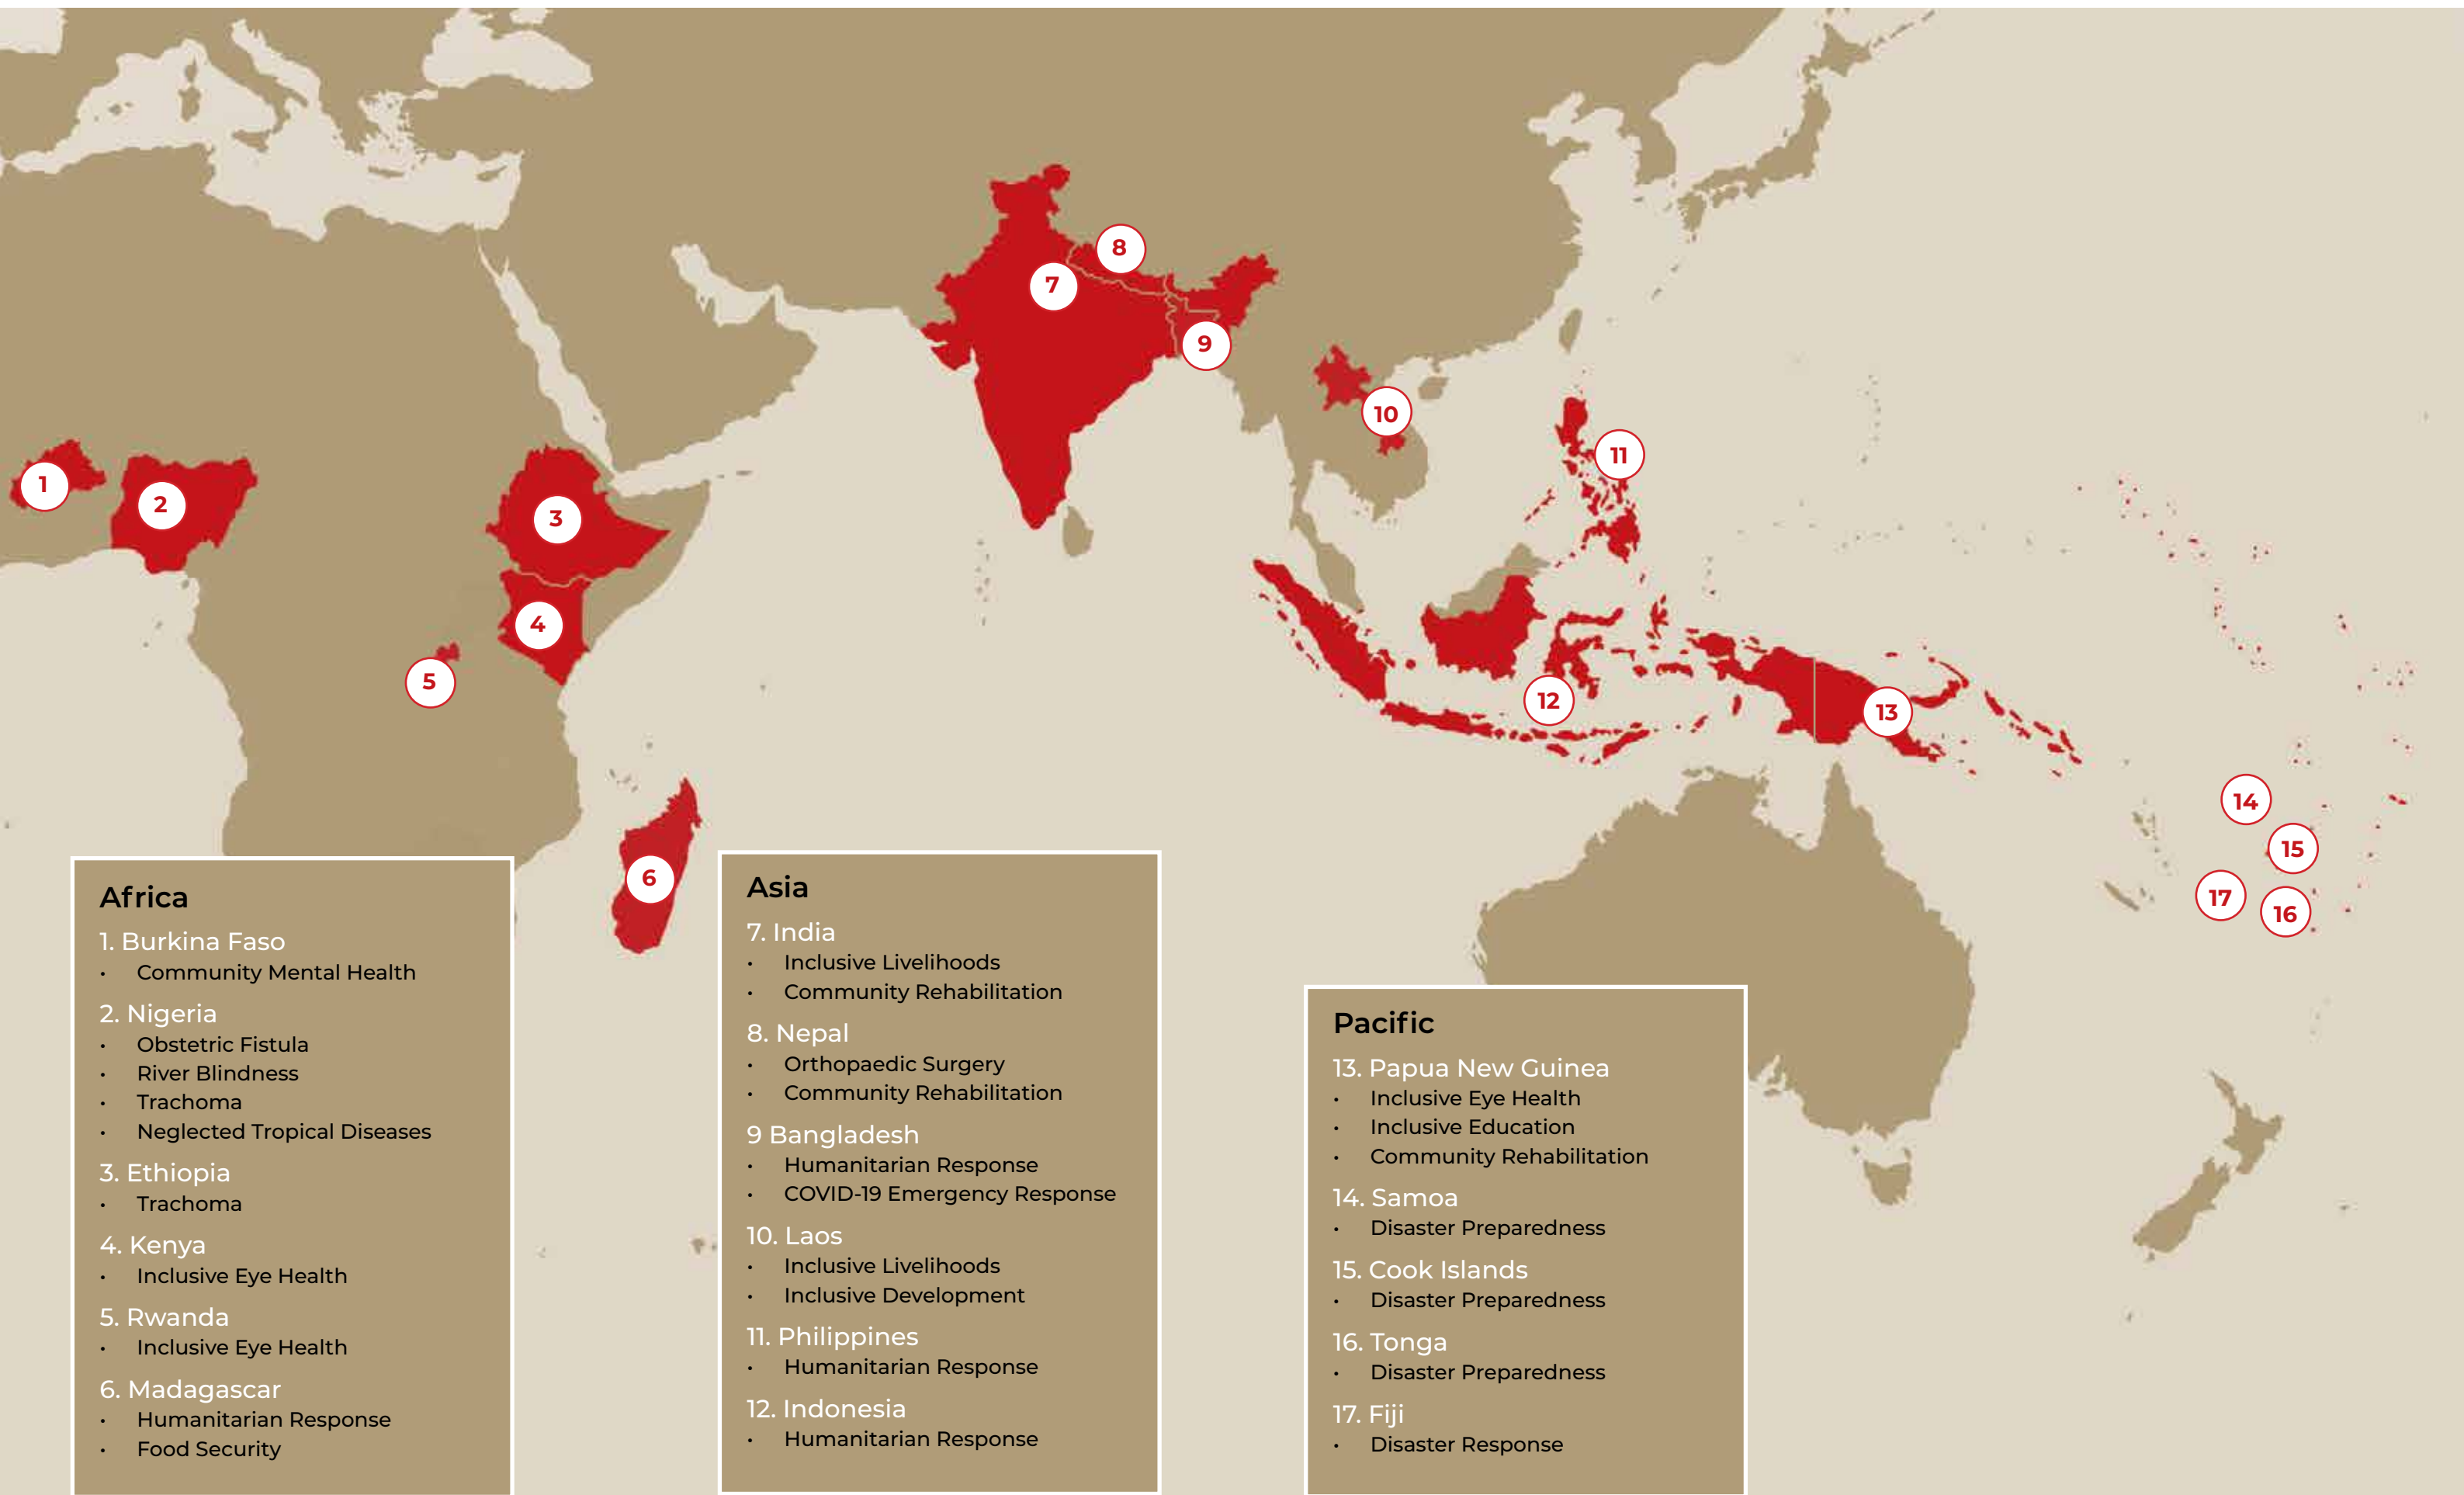 1
2
3
4
5
6
7
8
9
10
11
12
13
14
15
16
17
Africa
1. Burkina Faso
• Community Mental Health
2. Nigeria
• Obstetric Fistula
• River Blindness
• Trachoma
• Neglected Tropical Diseases
3. Ethiopia
• Trachoma
4. Kenya
• Inclusive Eye Health
5. Rwanda
• Inclusive Eye Health
6. Madagascar
• Humanitarian Response
• Food Security
Asia
7. India
• Inclusive Livelihoods
• Community Rehabilitation
8. Nepal
• Orthopaedic Surgery
• Community Rehabilitation
9 Bangladesh
• Humanitarian Response
• COVID-19 Emergency Response
10. Laos
• Inclusive Livelihoods
• Inclusive Development
11. Philippines
• Humanitarian Response
12. Indonesia
• Humanitarian Response
Pacific
13. Papua New Guinea
• Inclusive Eye Health
• Inclusive Education
• Community Rehabilitation
14. Samoa
• Disaster Preparedness
15. Cook Islands
• Disaster Preparedness
16. Tonga
• Disaster Preparedness
17. Fiji
• Disaster Response